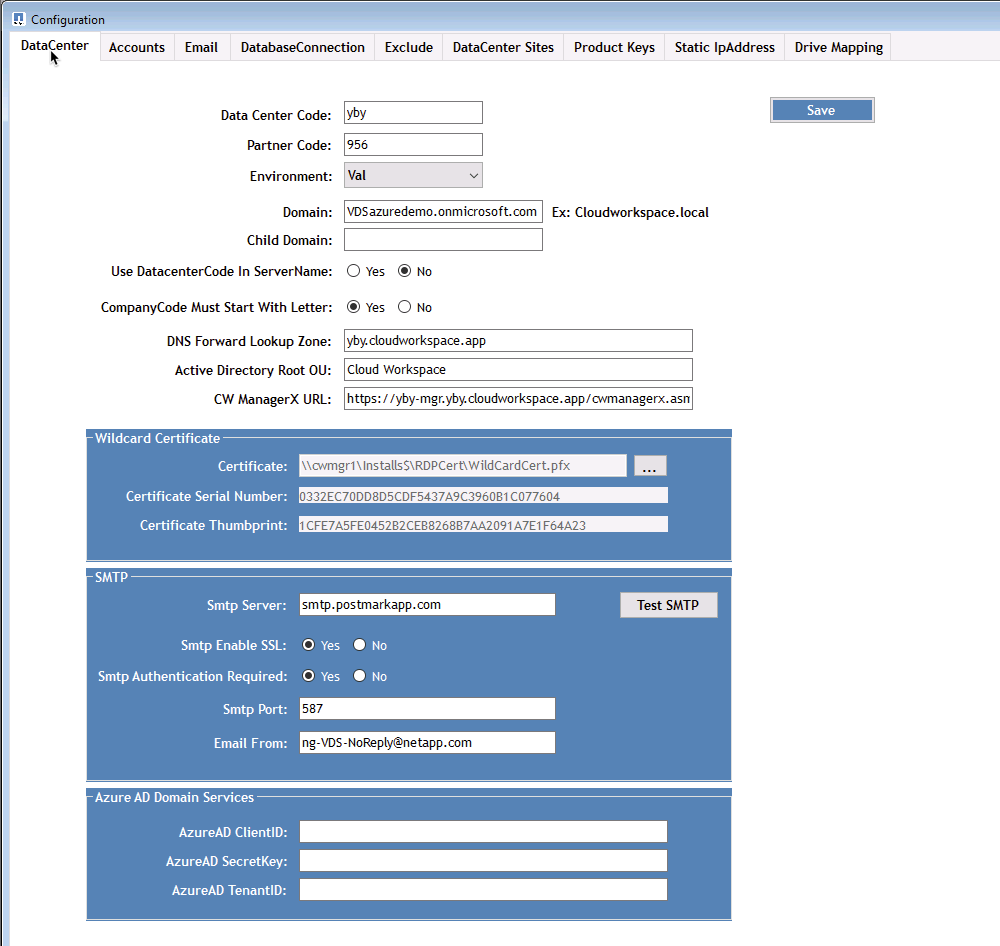 Configuration
DataCenter Accounts Email DatabaseConnection Exclude DataCenter Sites Product Keys Static IpAddress Drive Mapping
Data Center Code: yby Save
Partner Code: 956
Environment: Val
Domain: VDSazuredemo.onmicrosoft.com Ex: Cloudworkspace.local
Child Domain:
Use DatacenterCode In ServerName: Yes No
CompanyCode Must Start With Letter: Yes No
DNS Forward Lookup Zone: yby.cloudworkspace.app
Active Directory Root OU: Cloud Workspace
CW ManagerX URL: https://yby-mgr.yby.cloudworkspace.app/cwmanagerx.asm
Wildcard Certificate
Certificate: \\cwmgr1\Installs$\RDPCert\WildCardCert.pfx ...
Certificate Serial Number: 0332EC70DD8D5CDF5437A9C3960B1C077604
Certificate Thumbprint: 1CFE7A5FE0452B2CEB8268B7AA2091A7E1F64A23
SMTP
Smtp Server: smtp.postmarkapp.com Test SMTP
Smtp Enable SSL: Yes No
Smtp Authentication Required: Yes No
Smtp Port: 587
Email From: ng-VDS-NoReply@netapp.com
Azure AD Domain Services
AzureAD ClientID:
AzureAD SecretKey:
AzureAD TenantID: